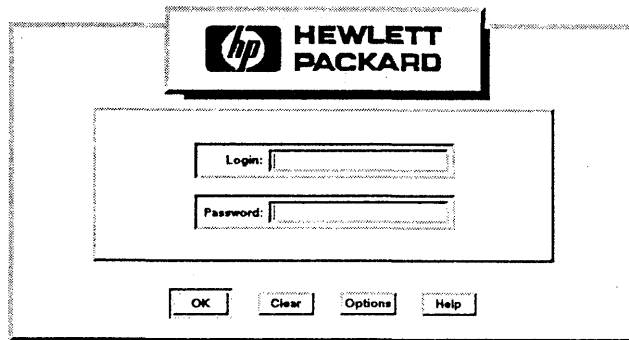 hp HEWLETT
PACKARD
Login:
Password:
OK Clear Options Help